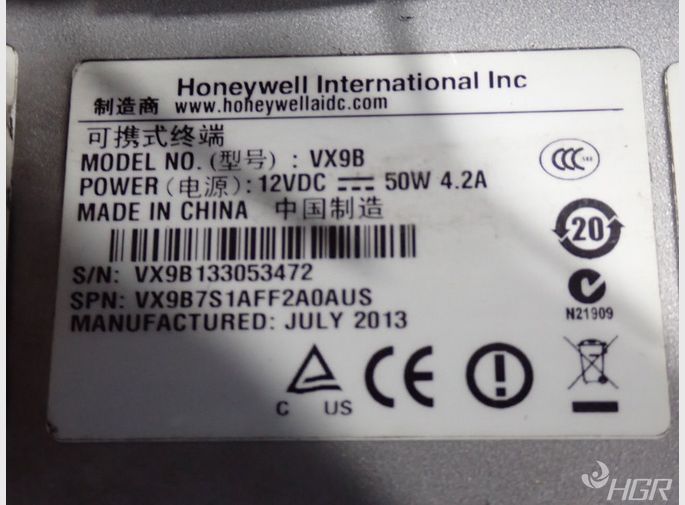 Honeywell International Inc
制造商 www.honeywellaidc.com
可携式终端
MODEL NO. (型号) : VX9B
POWER (电源) : 12VDC 50W 4.2A
MADE IN CHINA 中国制造
S/N: VX9B133053472
SPN: VX9B7S1AFF2A0AUS
MANUFACTURED: JULY 2013
CCC
20
N21909
C US
CE
HGR